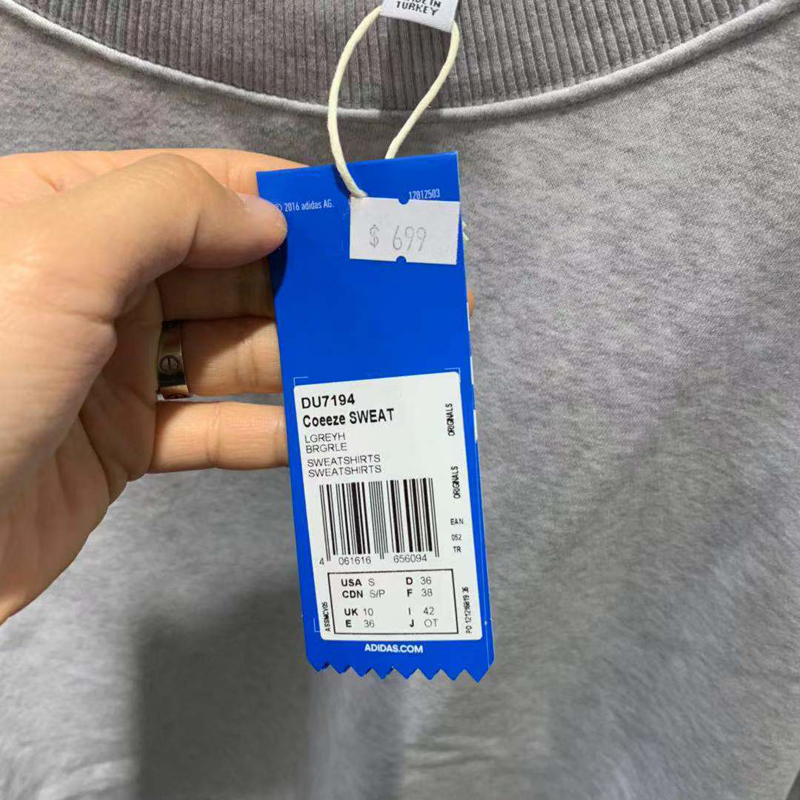 MADE IN
TURKEY
© 2016 adidas AG.
17012503
$ 699
DU7194
Coeeze SWEAT
LGREYH
BRGRLE
SWEATSHIRTS
SWEATSHIRTS
ORIGINALS
ORIGINALS
EAN
052
TR
4 061616 656094
USA S D 36
CDN S/P F 38
UK 10 I 42
E 36 J OT
ADIDAS.COM